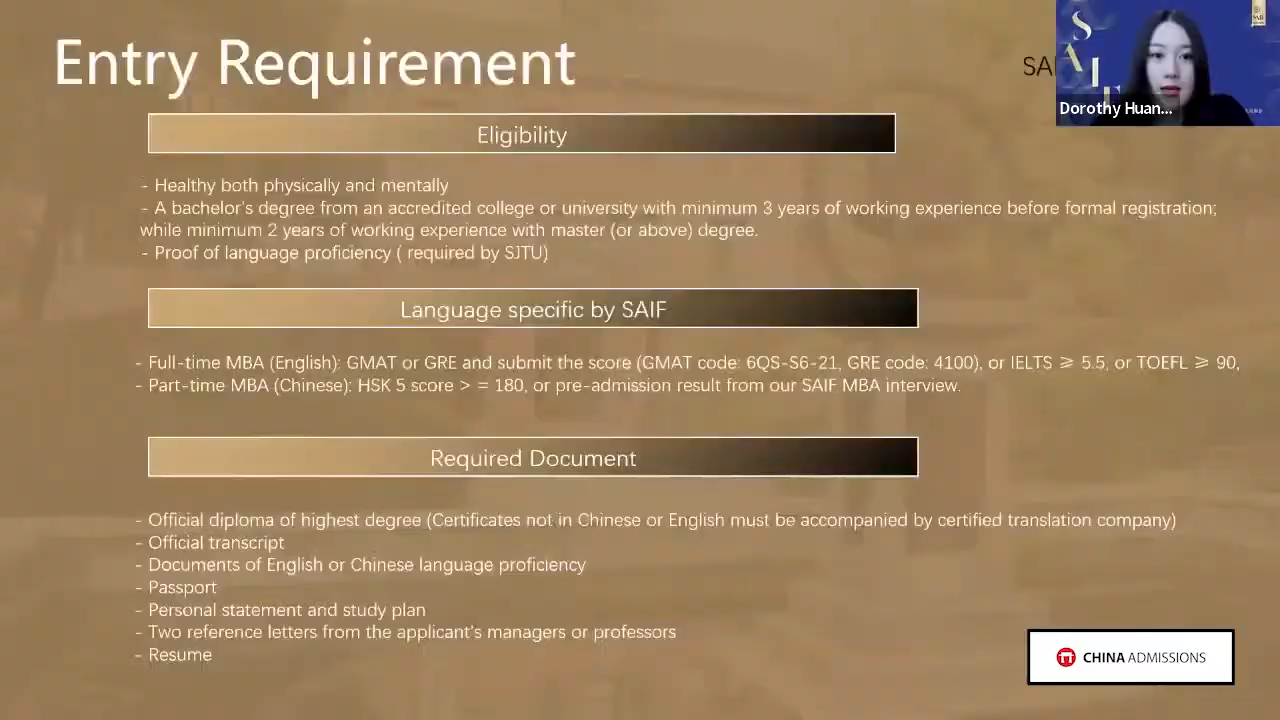 Entry Requirement
SA
S
A
I
F
Dorothy Huan...
Eligibility
- Healthy both physically and mentally
- A bachelor's degree from an accredited college or university with minimum 3 years of working experience before formal registration;
while minimum 2 years of working experience with master (or above) degree.
- Proof of language proficiency ( required by SJTU)
Language specific by SAIF
- Full-time MBA (English): GMAT or GRE and submit the score (GMAT code: 6QS-S6-21, GRE code: 4100), or IELTS ≥ 5.5, or TOEFL ≥ 90,
- Part-time MBA (Chinese): HSK 5 score > = 180, or pre-admission result from our SAIF MBA interview.
Required Document
- Official diploma of highest degree (Certificates not in Chinese or English must be accompanied by certified translation company)
- Official transcript
- Documents of English or Chinese language proficiency
- Passport
- Personal statement and study plan
- Two reference letters from the applicant's managers or professors
- Resume
CHINA ADMISSIONS